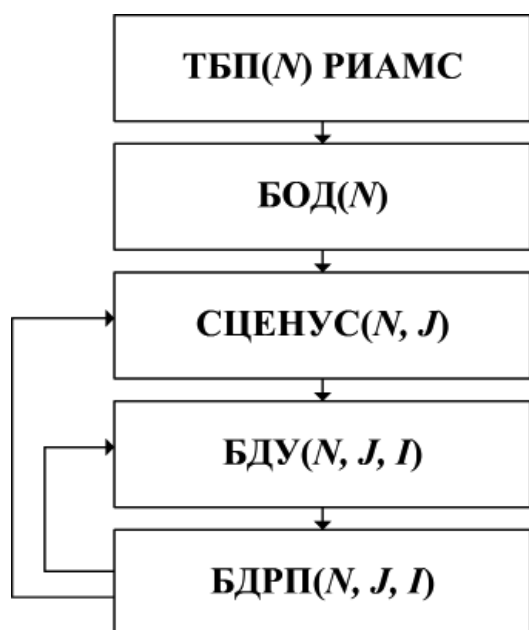 ТБП(N) РИАМС
БОД(N)
СЦЕНУС(N, J)
БДУ(N, J, I)
БДРП(N, J, I)